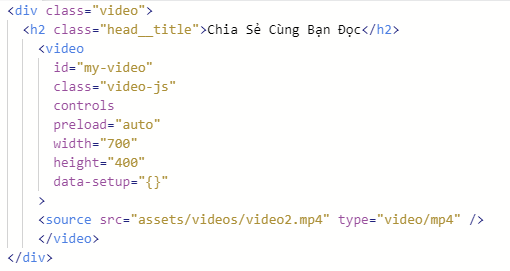 <div class="video">
<h2 class="head__title">Chia Sẻ Cùng Bạn Đọc</h2>
<video
id="my-video"
class="video-js"
controls
preload="auto"
width="700"
height="400"
data-setup="{}"
>
<source src="assets/videos/video2.mp4" type="video/mp4" />
</video>
</div>